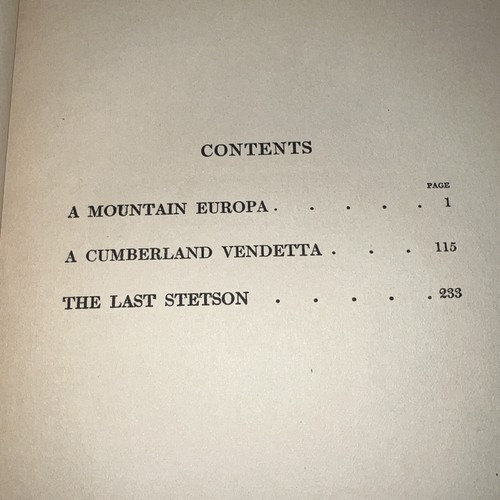 CONTENTS
PAGE
A MOUNTAIN EUROPA . . . . . 1
A CUMBERLAND VENDETTA . . . 115
THE LAST STETSON . . . . . 233